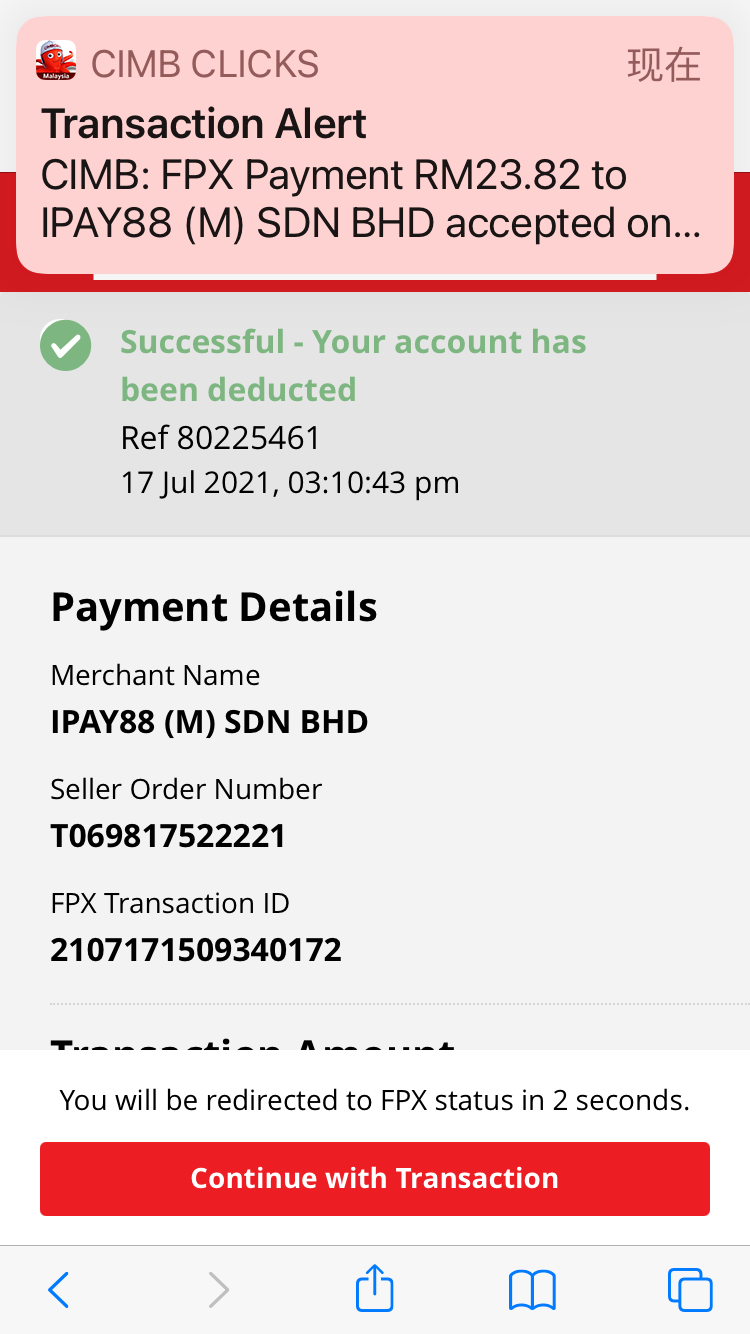 CIMB CLICKS 现在
Transaction Alert
CIMB: FPX Payment RM23.82 to
IPAY88 (M) SDN BHD accepted on...
Successful - Your account has
been deducted
Ref 80225461
17 Jul 2021, 03:10:43 pm
Payment Details
Merchant Name
IPAY88 (M) SDN BHD
Seller Order Number
T069817522221
FPX Transaction ID
2107171509340172
Transaction Amount
You will be redirected to FPX status in 2 seconds.
Continue with Transaction